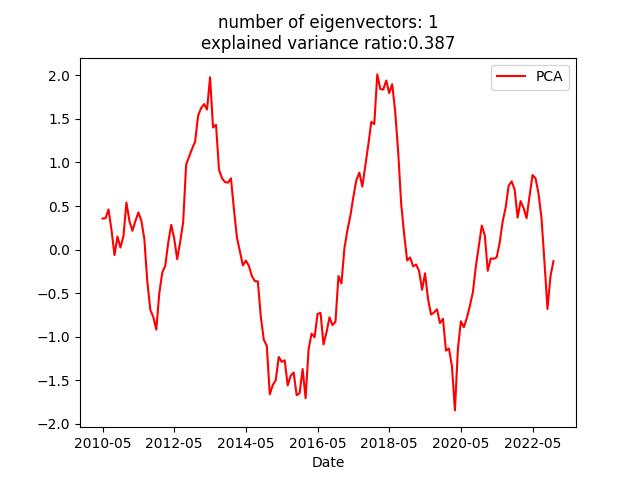 number of eigenvectors: 1
explained variance ratio:0.387
PCA
2.0
1.5
1.0
0.5
0.0
−0.5
−1.0
−1.5
−2.0
2010-05 2012-05 2014-05 2016-05 2018-05 2020-05 2022-05
Date